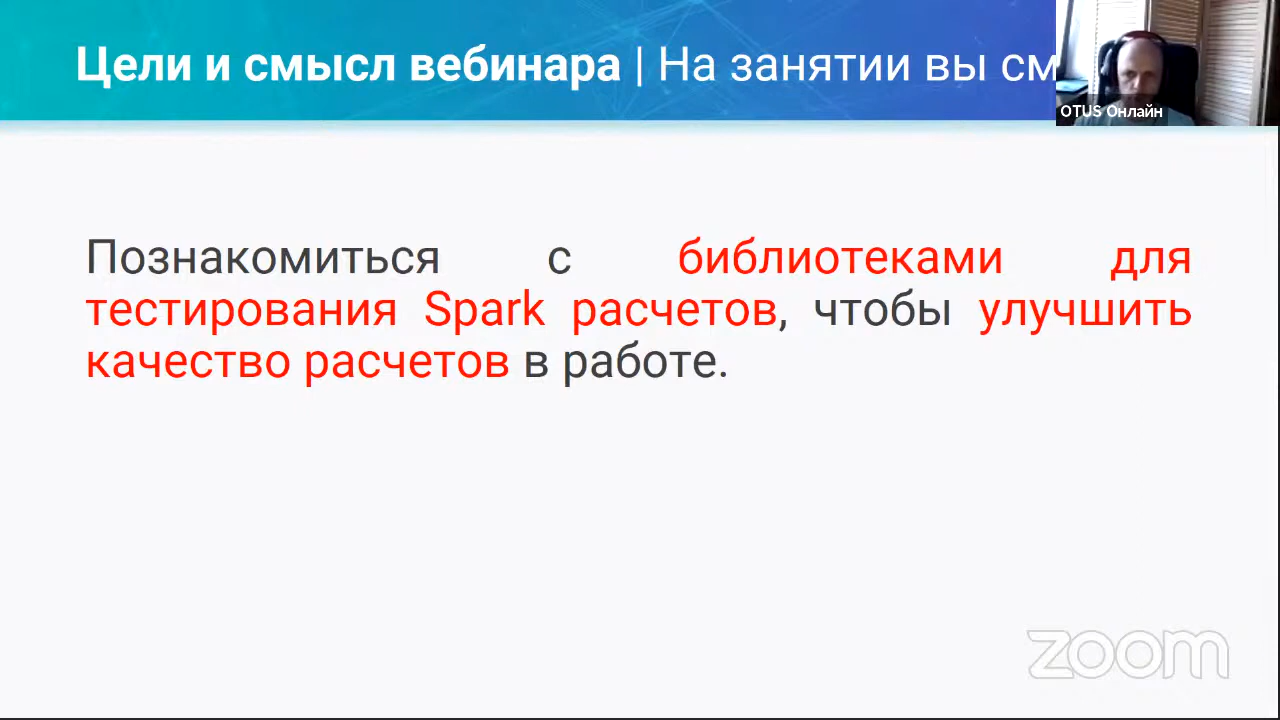 Цели и смысл вебинара | На занятии вы см
OTUS Онлайн
Познакомиться с библиотеками для
тестирования Spark расчетов, чтобы улучшить
качество расчетов в работе.
zoom